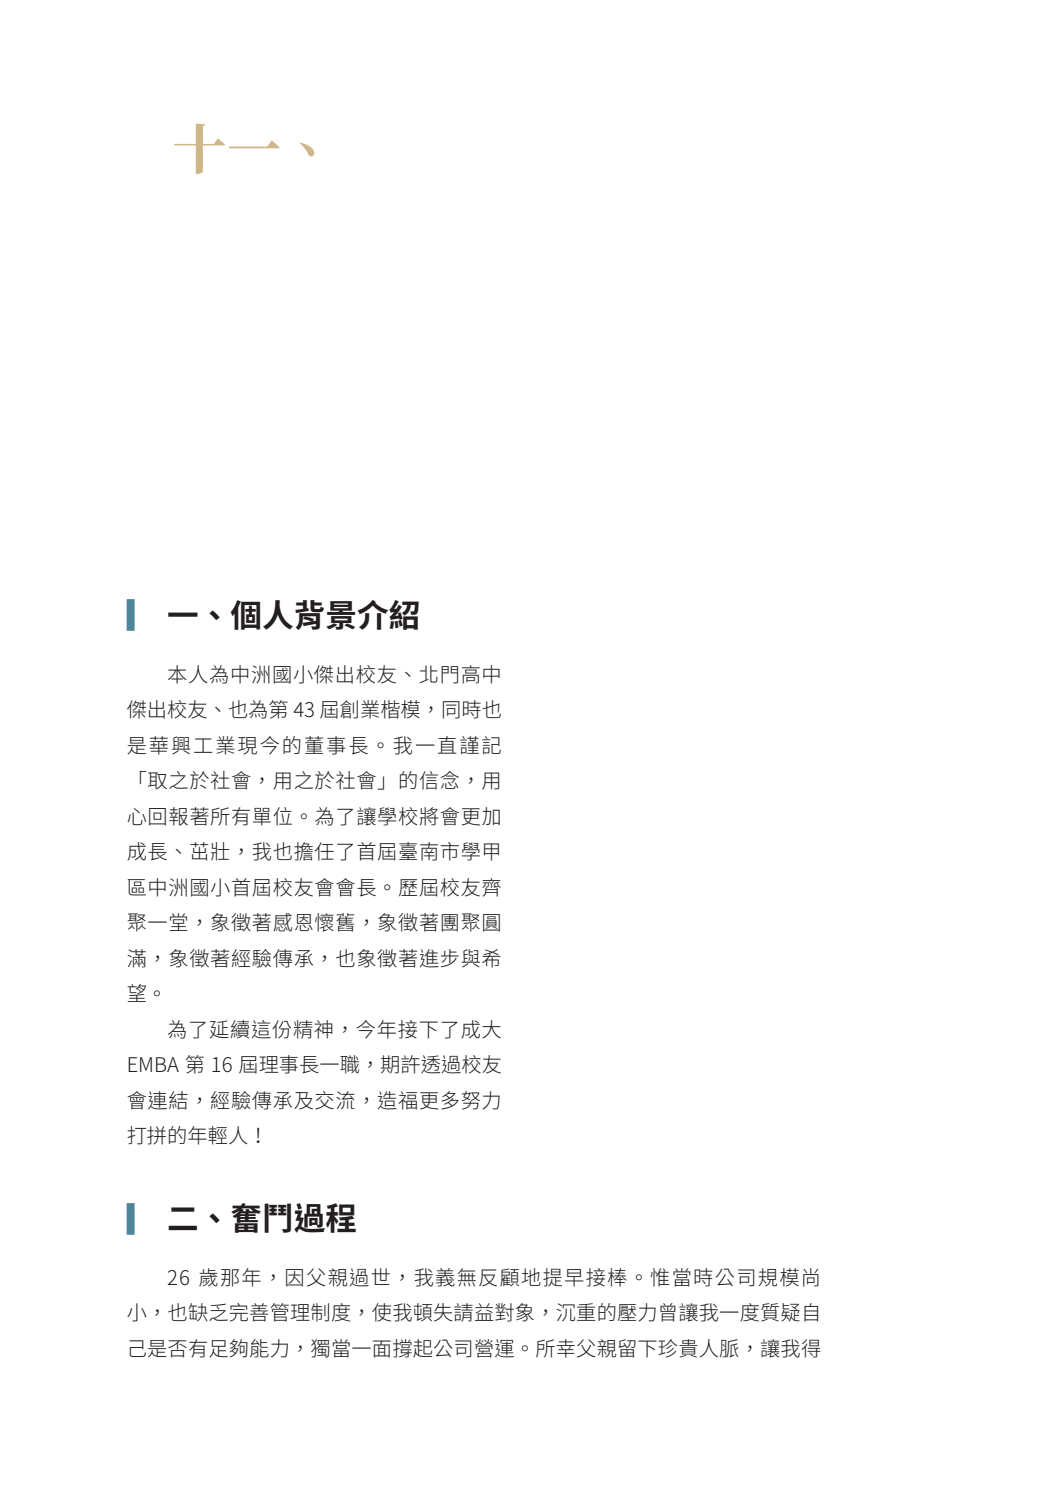 十一、
一、個人背景介紹
本人為中洲國小傑出校友、北門高中
傑出校友、也為第 43 屆創業楷模，同時也
是華興工業現今的董事長。我一直謹記
「取之於社會，用之於社會」的信念，用
心回報著所有單位。為了讓學校將會更加
成長、茁壯，我也擔任了首屆臺南市學甲
區中洲國小首屆校友會會長。歷屆校友齊
聚一堂，象徵著感恩懷舊，象徵著團聚圓
滿，象徵著經驗傳承，也象徵著進步與希
望。
為了延續這份精神，今年接下了成大
EMBA 第 16 屆理事長一職，期許透過校友
會連結，經驗傳承及交流，造福更多努力
打拼的年輕人！
二、奮鬥過程
26 歲那年，因父親過世，我義無反顧地提早接棒。惟當時公司規模尚
小，也缺乏完善管理制度，使我頓失請益對象，沉重的壓力曾讓我一度質疑自
己是否有足夠能力，獨當一面撐起公司營運。所幸父親留下珍貴人脈，讓我得